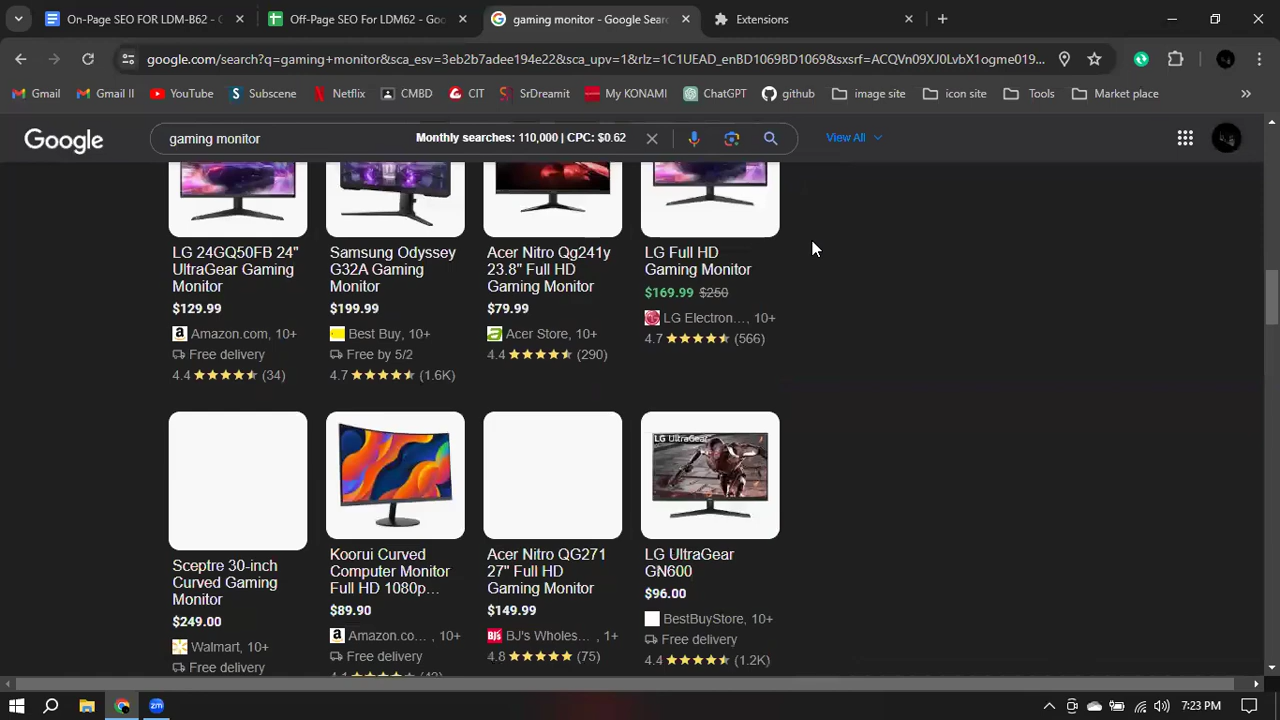 On-Page SEO FOR LDM-B62 - G
Off-Page SEO For LDM62 - Goo
gaming monitor - Google Sear
Extensions
google.com/search?q=gaming+monitor&sca_esv=3eb2b7adee194e22&sca_upv=1&rlz=1C1UEAD_enBD1069BD1069&sxsrf=ACQVn09XJ0LvbX1ogme019...
Gmail
Gmail II
YouTube
Subscene
Netflix
CMBD
CIT
SrDreamit
My KONAMI
ChatGPT
github
image site
icon site
Tools
Market place
Google
gaming monitor
Monthly searches: 110,000 | CPC: $0.62
View All
LG 24GQ50FB 24"
UltraGear Gaming
Monitor
$129.99
Amazon.com, 10+
Free delivery
4.4 (34)
Samsung Odyssey
G32A Gaming
Monitor
$199.99
Best Buy, 10+
Free by 5/2
4.7 (1.6K)
Acer Nitro Qg241y
23.8" Full HD
Gaming Monitor
$79.99
Acer Store, 10+
4.4 (290)
LG Full HD
Gaming Monitor
$169.99 $250
LG Electron..., 10+
4.7 (566)
Sceptre 30-inch
Curved Gaming
Monitor
$249.00
Walmart, 10+
Free delivery
Koorui Curved
Computer Monitor
Full HD 1080p...
$89.90
Amazon.co... , 10+
Free delivery
Acer Nitro QG271
27" Full HD
Gaming Monitor
$149.99
BJ's
BJ's Wholes... , 1+
4.8 (75)
LG UltraGear
LG UltraGear
GN600
$96.00
BestBuyStore, 10+
Free delivery
4.4 (1.2K)
zm
7:23 PM